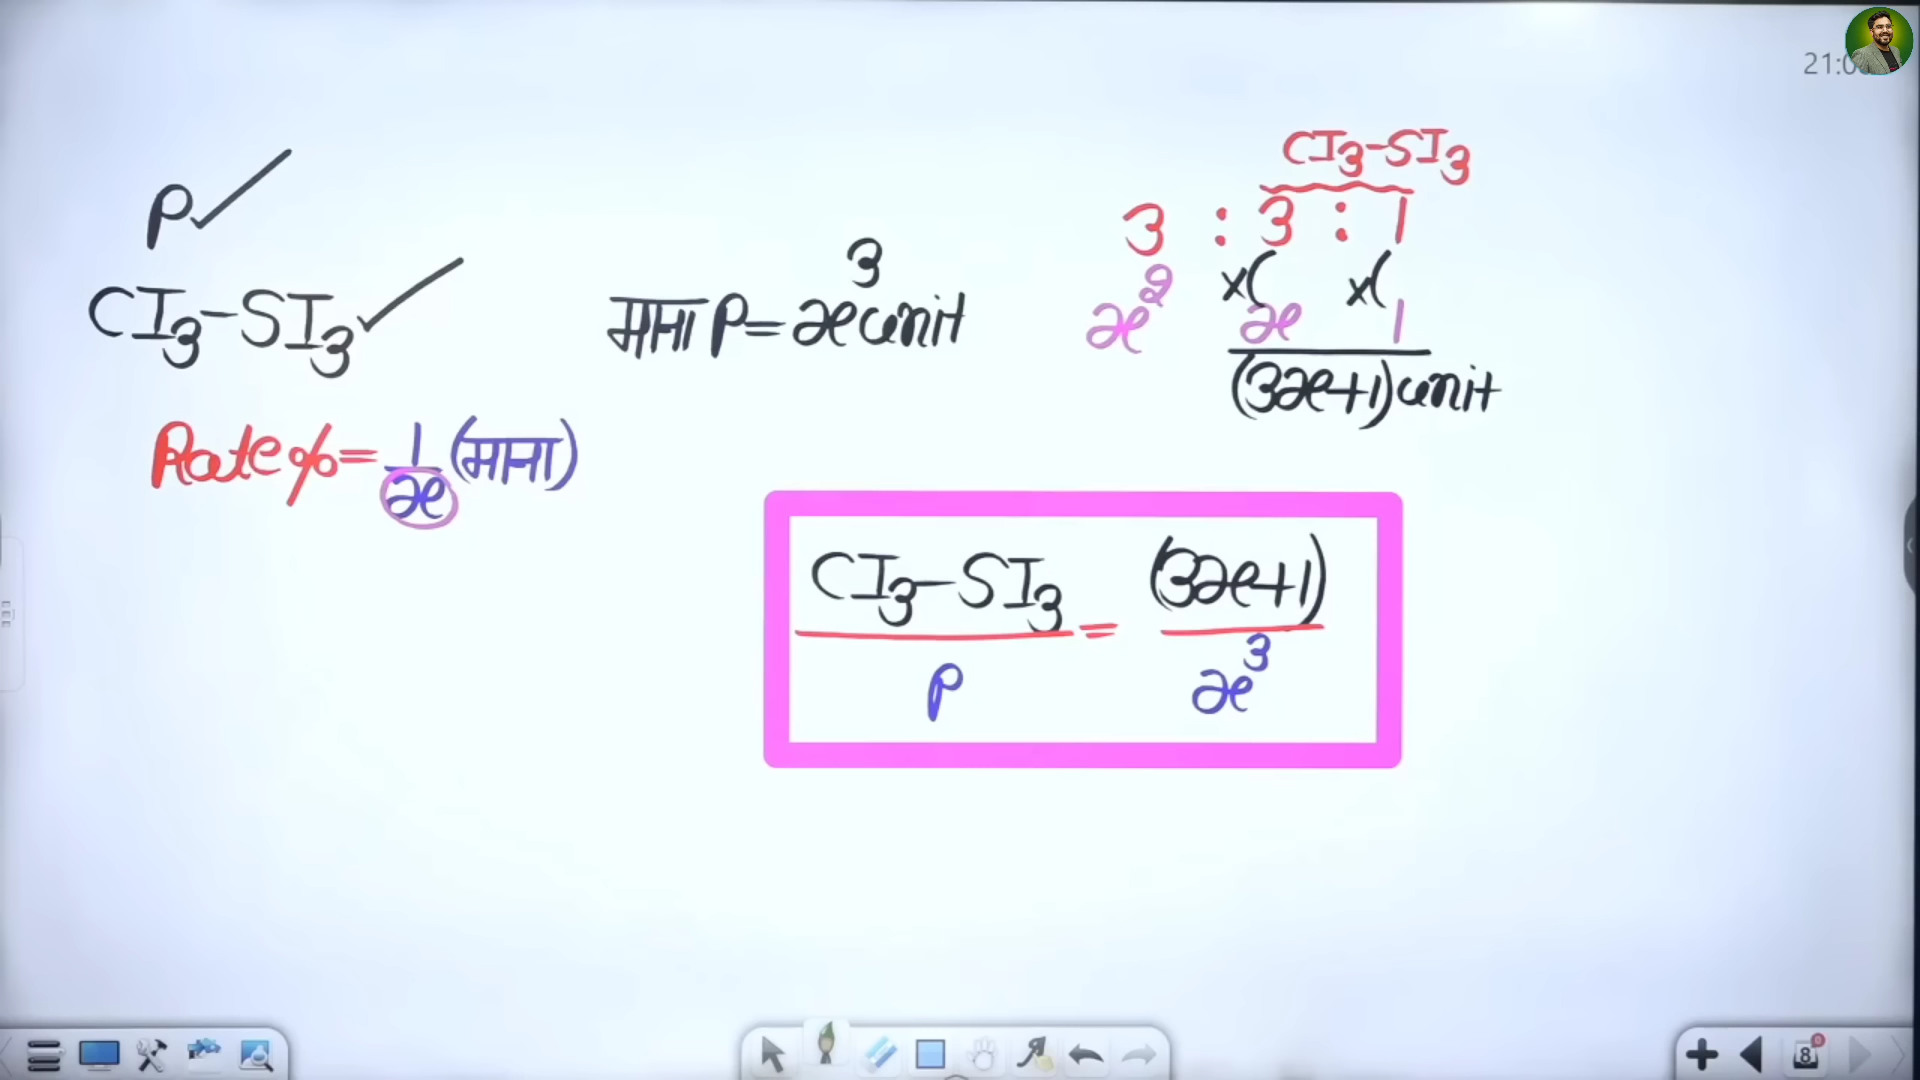 P
CI₃-SI₃
Rate% = 1/x (माना)
माना P = x³ unit
CI₃-SI₃
3 : 3 : 1
x² x( x x( 1
(3x+1) unit
CI₃-SI₃ / P = (3x+1) / x³
8
0